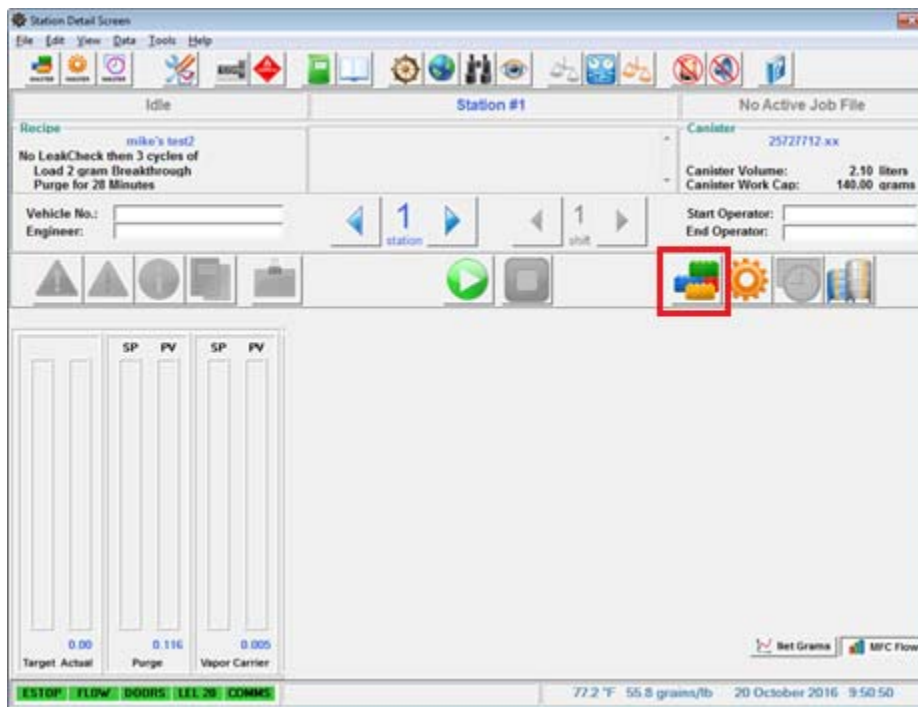 Station Detail Screen
File Edit View Data Tools Help
MASTER MASTER MASTER
Idle
Station #1
No Active Job File
Recipe
mike's test2
No LeakCheck then 3 cycles of
Load 2 gram Breakthrough
Purge for 28 Minutes
Canister
25727712.xx
Canister Volume: 2.10 liters
Canister Work Cap: 140.00 grams
Vehicle No.:
Engineer:
1
station
1
shift
Start Operator:
End Operator:
SP PV SP PV
0.00 0.116 0.005
Target Actual Purge Vapor Carrier
Net Grams MFC Flow
ESTOP FLOW DOORS LEL 20 COMMS
77.2 °F 55.8 grains/lb 20 October 2016 9:50:50